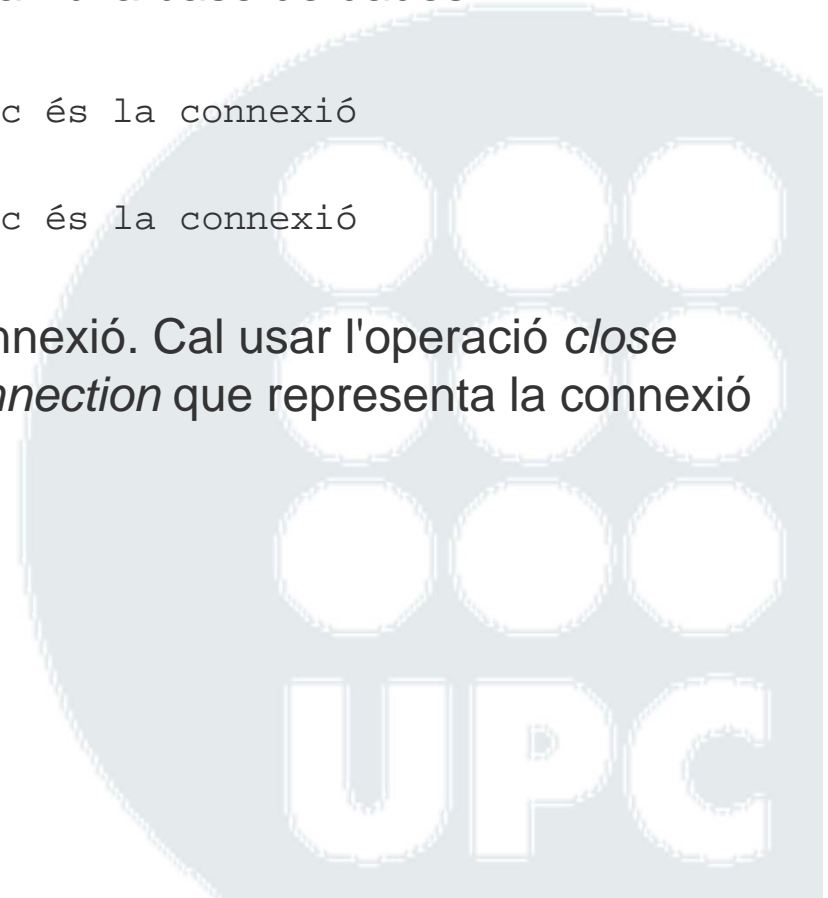 c és la connexió
c és la connexió
nnexió. Cal usar l'operació close
nnection que representa la connexió
UPC